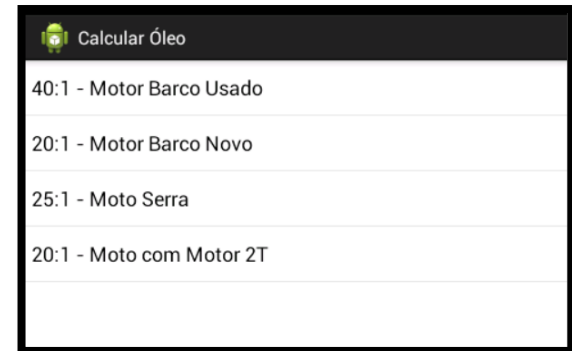 Calcular Óleo
40:1 - Motor Barco Usado
20:1 - Motor Barco Novo
25:1 - Moto Serra
20:1 - Moto com Motor 2T